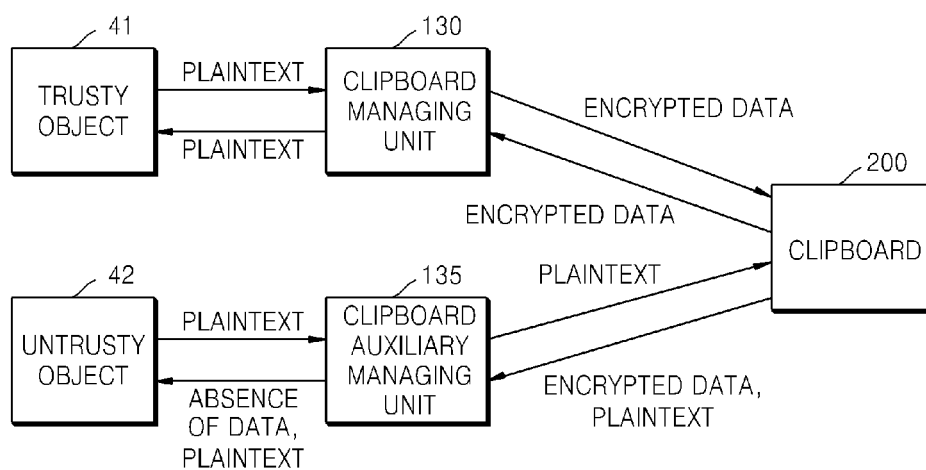 41
TRUSTY
OBJECT
PLAINTEXT
PLAINTEXT
130
CLIPBOARD
MANAGING
UNIT
ENCRYPTED DATA
ENCRYPTED DATA
200
CLIPBOARD
42
UNTRUSTY
OBJECT
PLAINTEXT
ABSENCE
OF DATA,
PLAINTEXT
135
CLIPBOARD
AUXILIARY
MANAGING
UNIT
PLAINTEXT
ENCRYPTED DATA,
PLAINTEXT